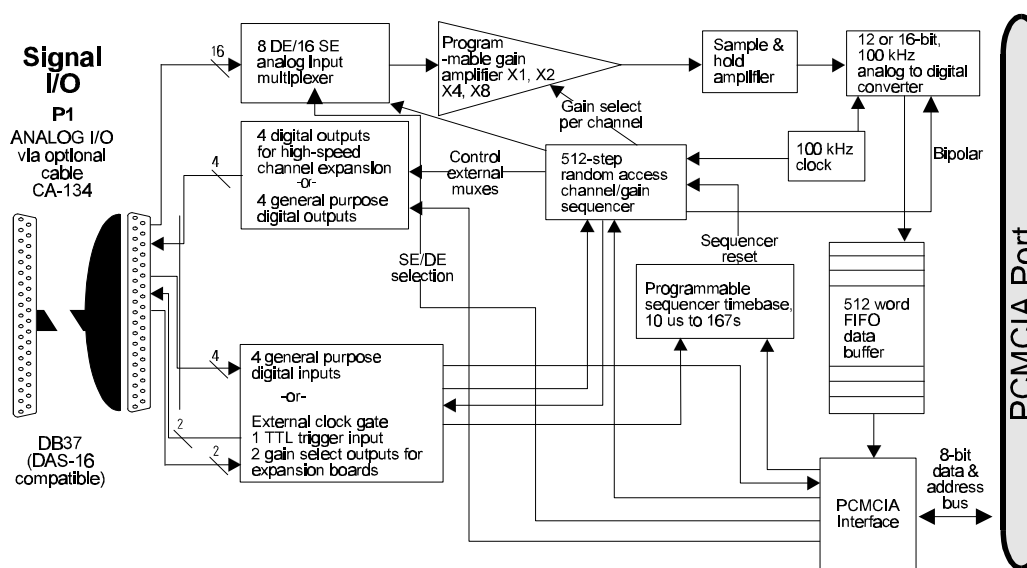 Signal
I/O
P1
ANALOG I/O
via optional
cable
CA-134
DB37
(DAS-16
compatible)
16
8 DE/16 SE
analog input
multiplexer
Program
-mable gain
amplifier X1, X2
X4, X8
Sample &
hold
amplifier
12 or 16-bit,
100 kHz
analog to digital
converter
Gain select
per channel
4
4 digital outputs
for high-speed
channel expansion
-or-
4 general purpose
digital outputs
Control
external
muxes
512-step
random access
channel/gain
sequencer
100 kHz
clock
Bipolar
SE/DE
selection
Sequencer
reset
Programmable
sequencer timebase,
10 us to 167s
512 word
FIFO
data
buffer
4
2
2
4 general purpose
digital inputs
-or-
External clock gate
1 TTL trigger input
2 gain select outputs for
expansion boards
PCMCIA
Interface
8-bit
data &
address
bus
PCMCIA Port